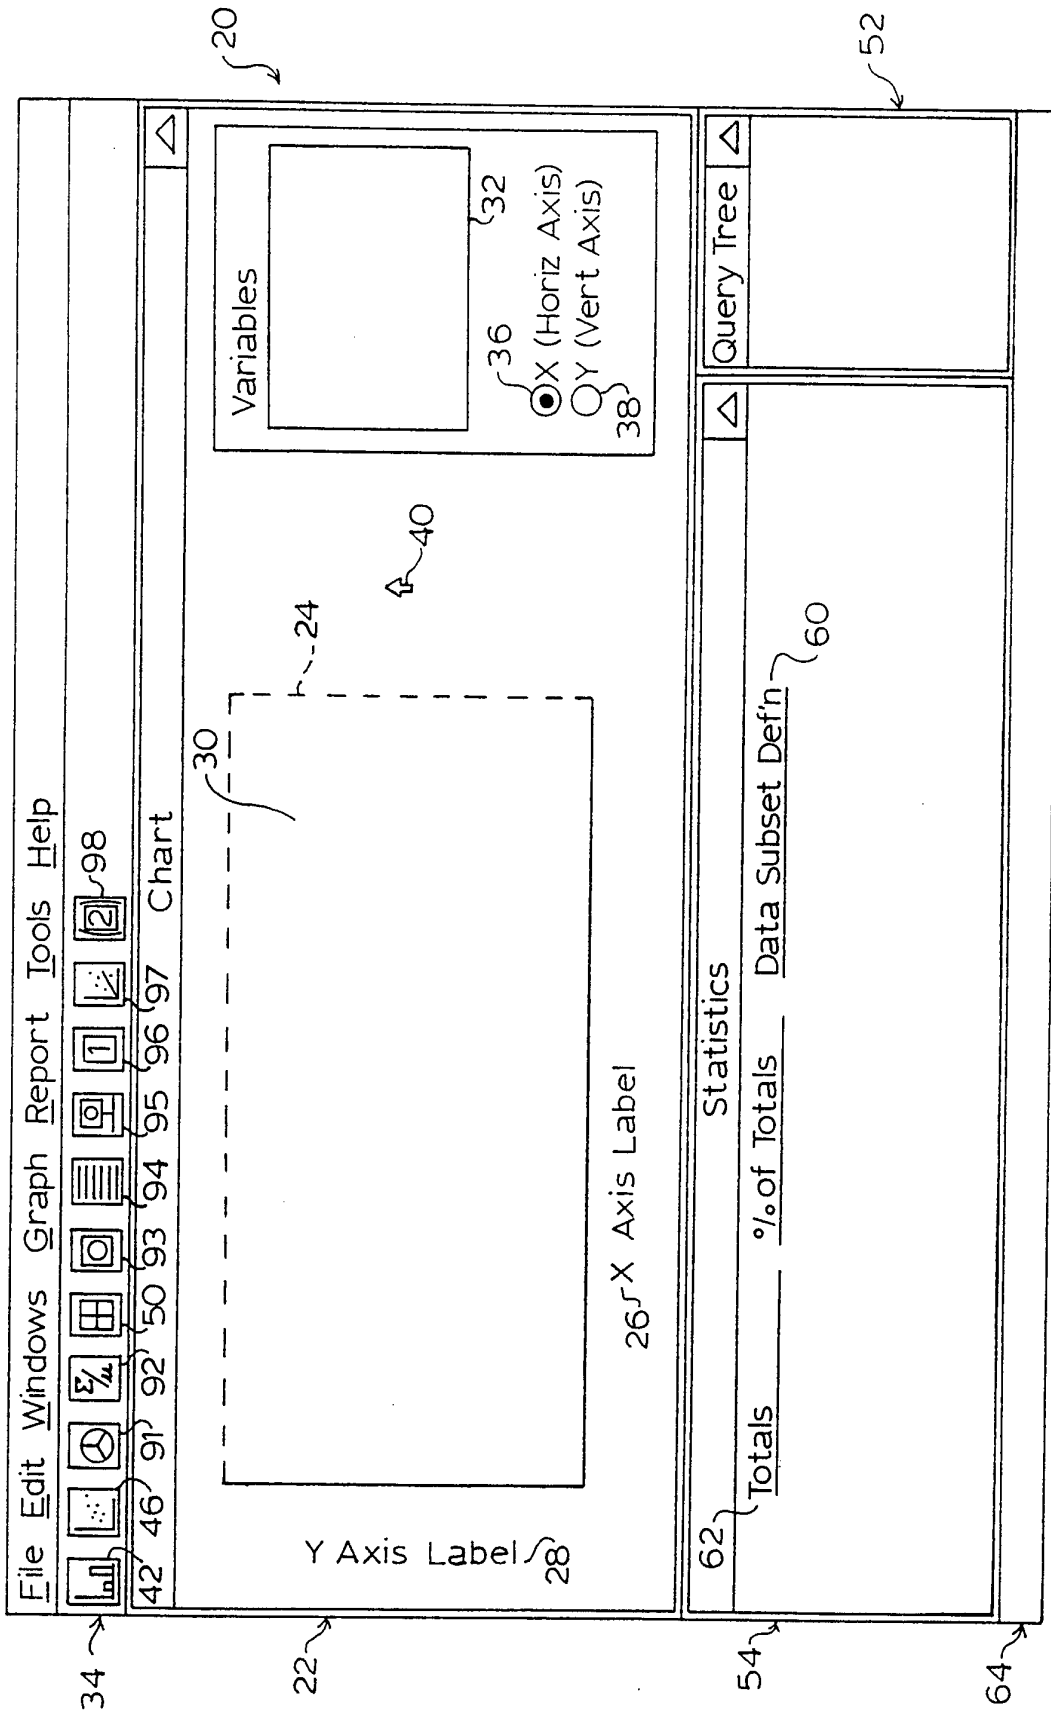 20
File Edit Windows Graph Report Tools Help
34
Σ/μ 1 2 98
42 46 91 92 50 93 94 95 96 97
Chart
22
Y Axis Label 28
30
24
26 X Axis Label
40
Variables
32
36
X (Horiz Axis)
Y (Vert Axis)
38
54
Statistics
62
Totals % of Totals Data Subset Def'n
60
Query Tree
52
64